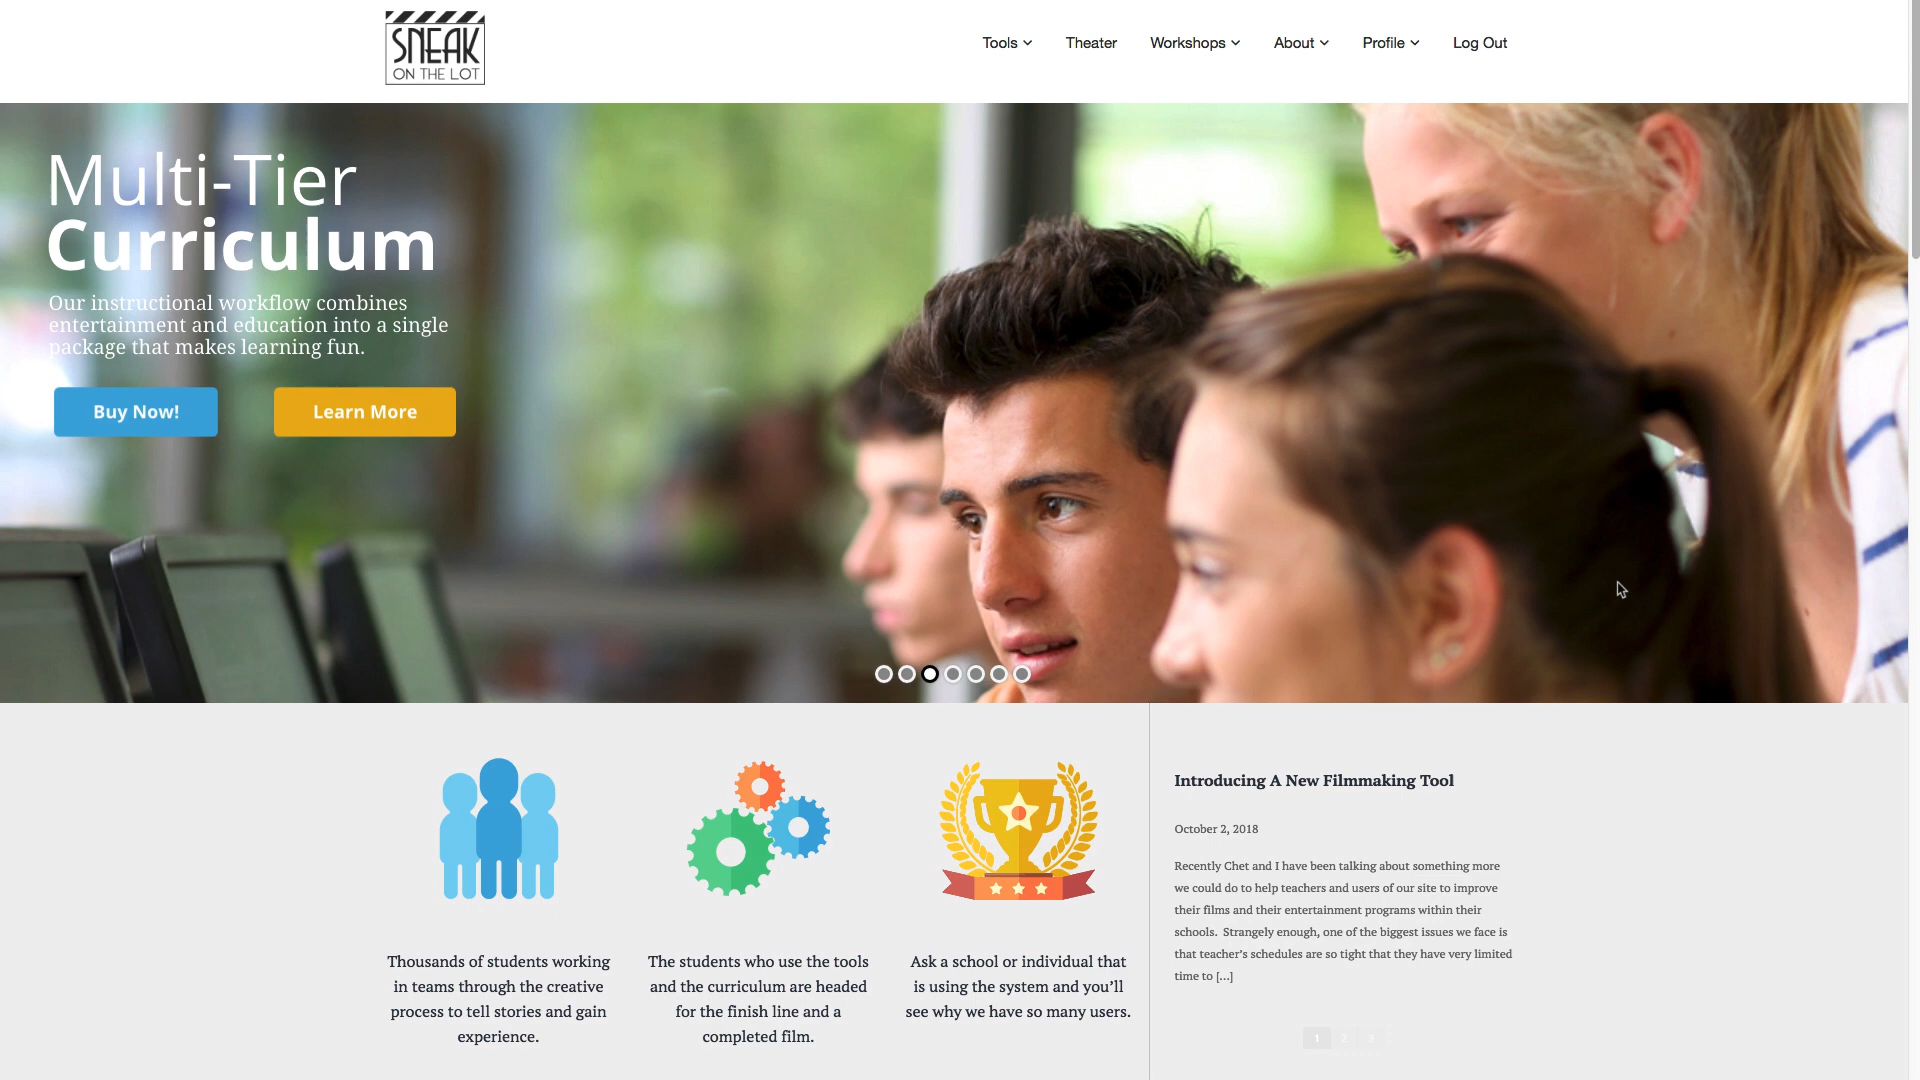 SNEAK
ON THE LOT
Tools
Theater
Workshops
About
Profile
Log Out
Multi-Tier
Curriculum
Our instructional workflow combines
entertainment and education into a single
package that makes learning fun.
Buy Now!
Learn More
Thousands of students working
in teams through the creative
process to tell stories and gain
experience.
The students who use the tools
and the curriculum are headed
for the finish line and a
completed film.
Ask a school or individual that
is using the system and you’ll
see why we have so many users.
Introducing A New Filmmaking Tool
October 2, 2018
Recently Chet and I have been talking about something more
we could do to help teachers and users of our site to improve
their films and their entertainment programs within their
schools.  Strangely enough, one of the biggest issues we face is
that teacher’s schedules are so tight that they have very limited
time to [...]
1 2 3